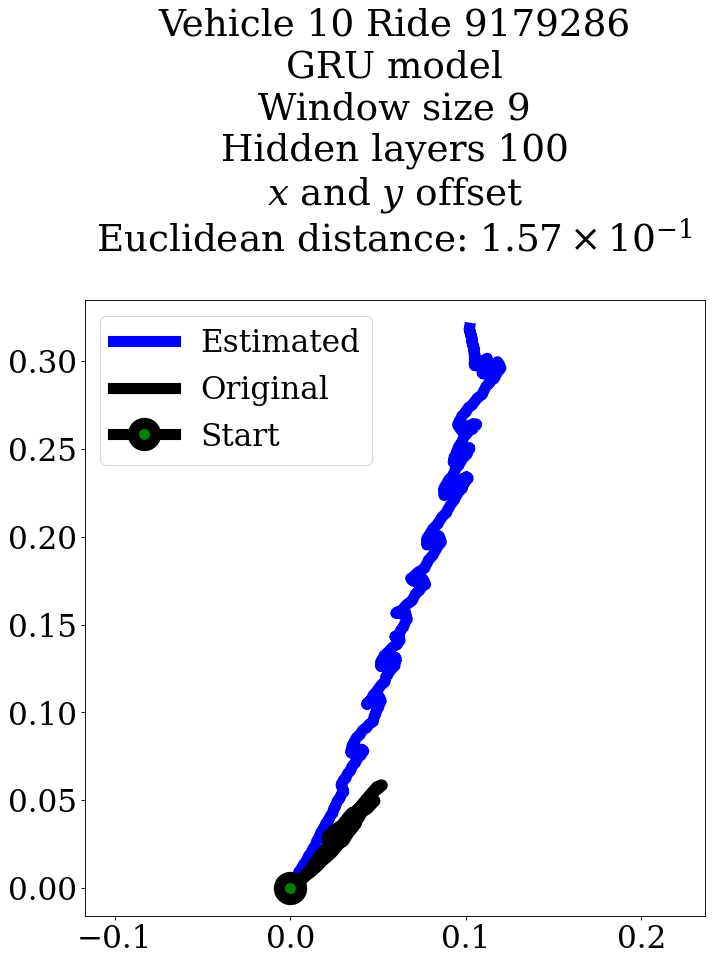 Vehicle 10 Ride 9179286
GRU model
Window size 9
Hidden layers 100
x and y offset
Euclidean distance: 1.57 × 10⁻¹
Estimated
Original
Start
0.30
0.25
0.20
0.15
0.10
0.05
0.00
−0.1
0.0
0.1
0.2